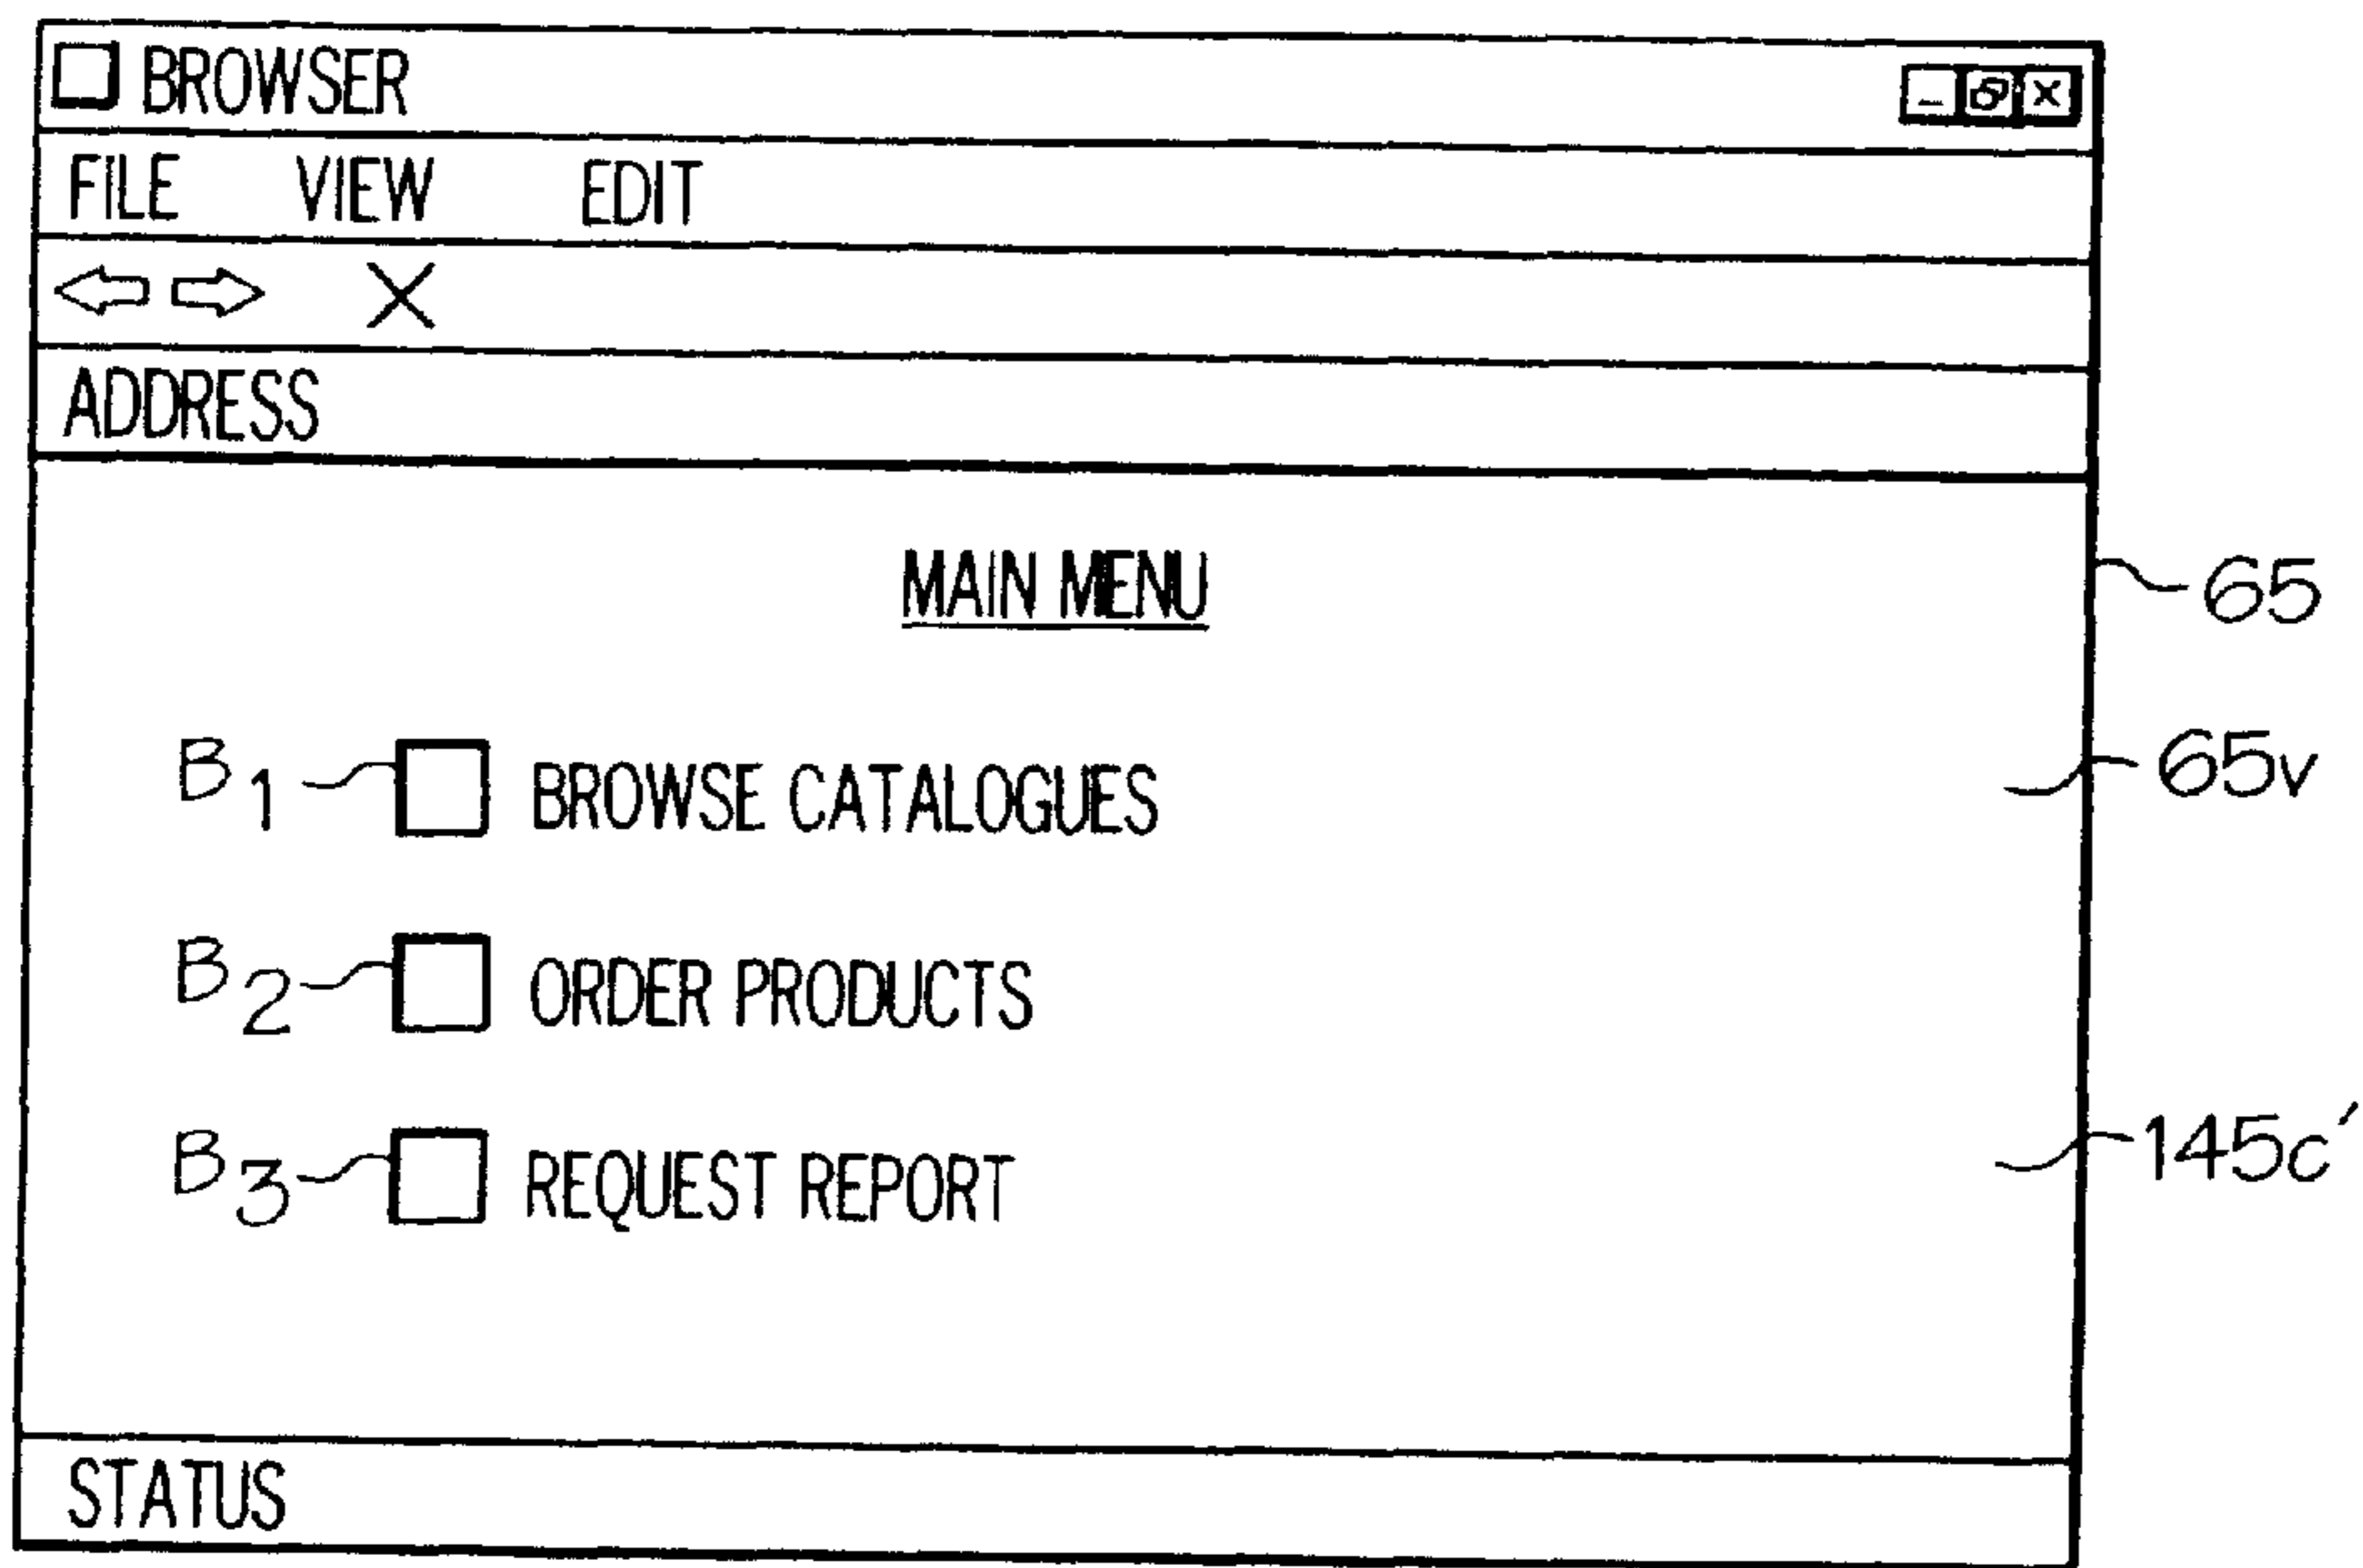 BROWSER
FILE VIEW EDIT
ADDRESS
MAIN MENU
65
B1 BROWSE CATALOGUES
65v
B2 ORDER PRODUCTS
B3 REQUEST REPORT
145c'
STATUS